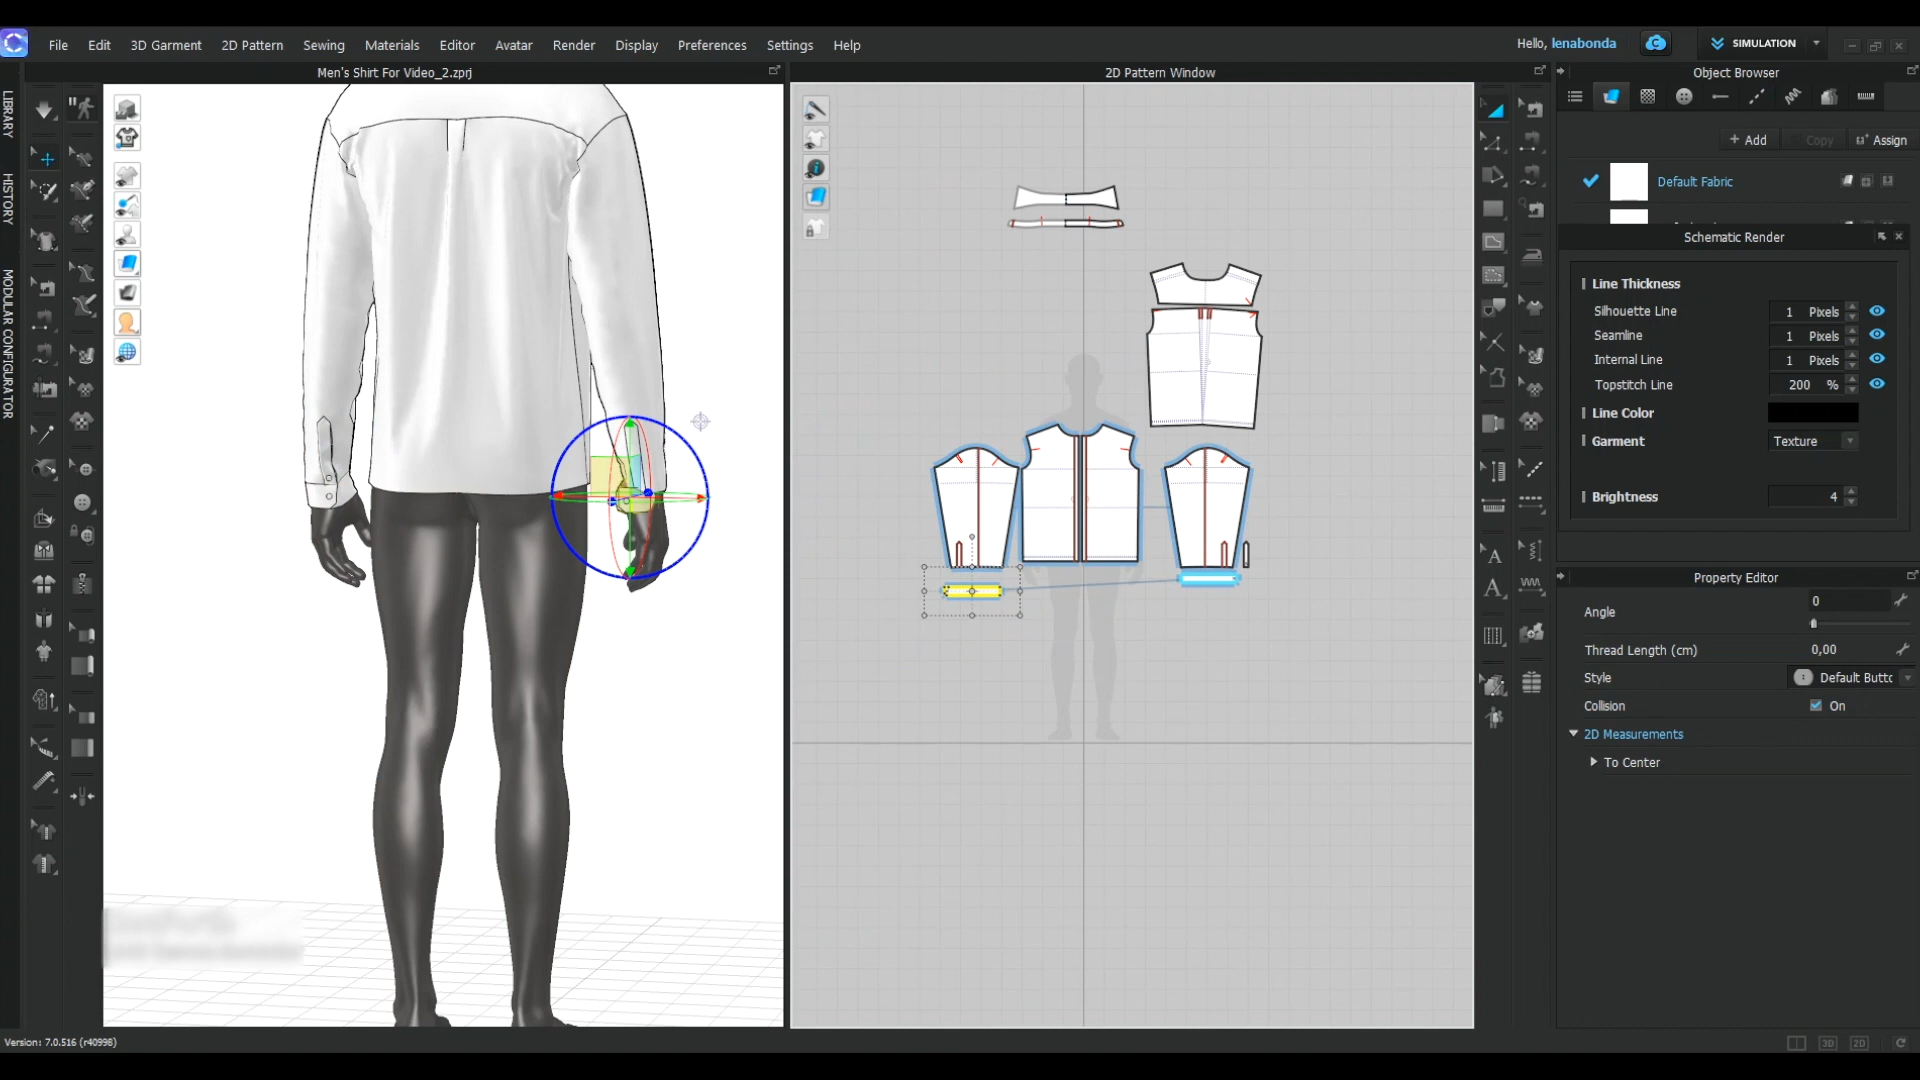 File Edit 3D Garment 2D Pattern Sewing Materials Editor Avatar Render Display Preferences Settings Help
Hello, lenabonda
SIMULATION
Men's Shirt For Video_2.zprj
2D Pattern Window
Object Browser
LIBRARY
HISTORY
MODULAR CONFIGURATOR
+ Add
Copy
Assign
Default Fabric
Schematic Render
Line Thickness
Silhouette Line 1 Pixels
Seamline 1 Pixels
Internal Line 1 Pixels
Topstitch Line 200 %
Line Color
Garment Texture
Brightness 4
Property Editor
Angle 0
Thread Length (cm) 0,00
Style Default Butto
Collision On
2D Measurements
To Center
Version: 7.0.516 (r40998)
3D 2D